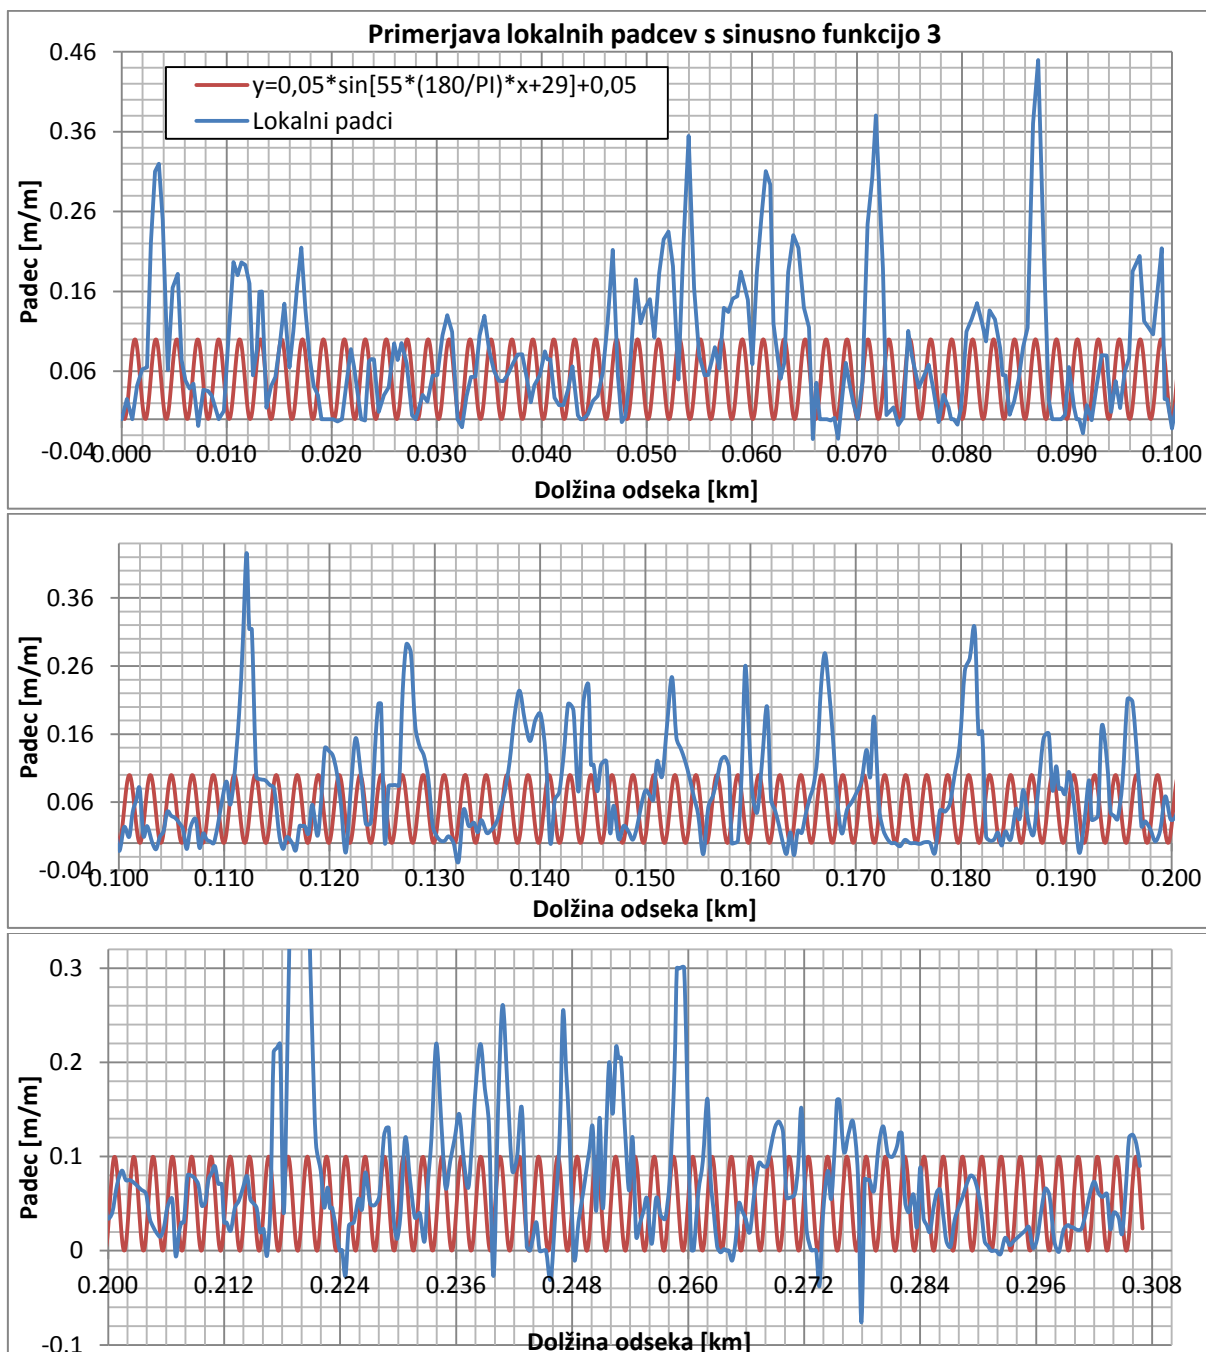 Primerjava lokalnih padcev s sinusno funkcijo 3
0.46
0.36
0.26
0.16
0.06
-0.04
Padec [m/m]
y=0,05*sin[55*(180/PI)*x+29]+0,05
Lokalni padci
0.000 0.010 0.020 0.030 0.040 0.050 0.060 0.070 0.080 0.090 0.100
Dolžina odseka [km]
0.36
0.26
0.16
0.06
-0.04
Padec [m/m]
0.100 0.110 0.120 0.130 0.140 0.150 0.160 0.170 0.180 0.190 0.200
Dolžina odseka [km]
0.3
0.2
0.1
0
-0.1
Padec [m/m]
0.200 0.212 0.224 0.236 0.248 0.260 0.272 0.284 0.296 0.308
Dolžina odseka [km]